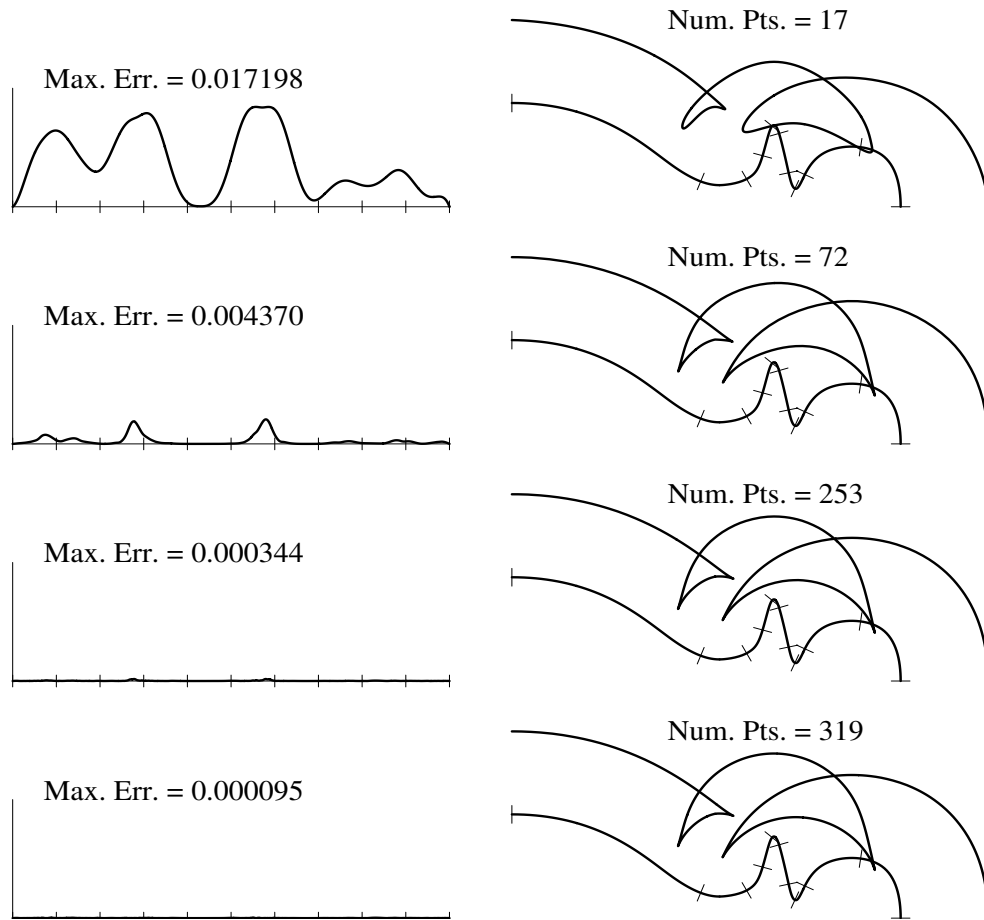 Num. Pts. = 17
Max. Err. = 0.017198
Num. Pts. = 72
Max. Err. = 0.004370
Num. Pts. = 253
Max. Err. = 0.000344
Num. Pts. = 319
Max. Err. = 0.000095